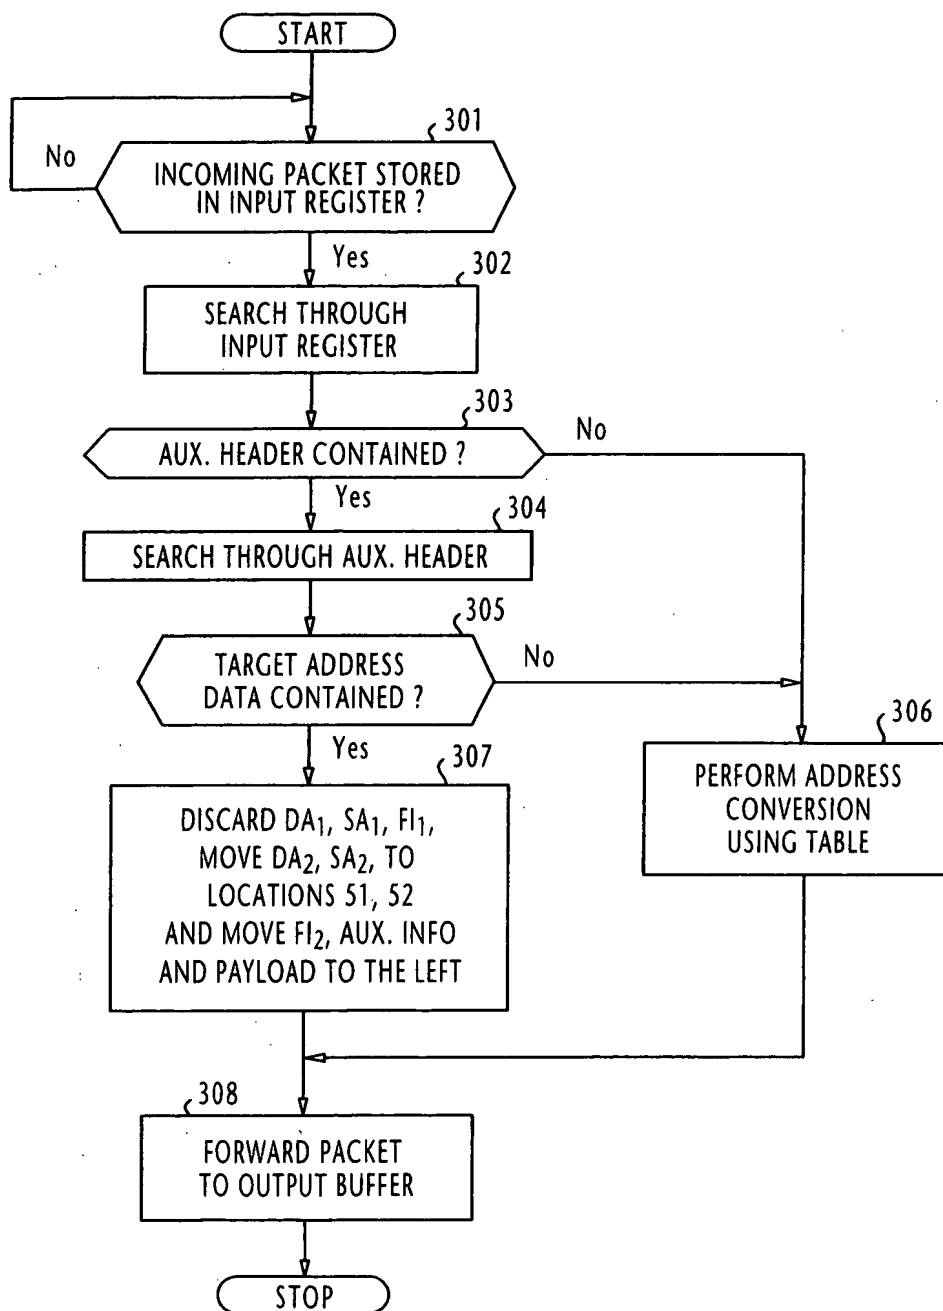 START
301
No
INCOMING PACKET STORED
IN INPUT REGISTER ?
Yes
302
SEARCH THROUGH
INPUT REGISTER
303
No
AUX. HEADER CONTAINED ?
Yes
304
SEARCH THROUGH AUX. HEADER
305
TARGET ADDRESS
DATA CONTAINED ?
No
Yes
306
307
PERFORM ADDRESS
CONVERSION
USING TABLE
DISCARD DA1, SA1, FI1,
MOVE DA2, SA2, TO
LOCATIONS 51, 52
AND MOVE FI2, AUX. INFO
AND PAYLOAD TO THE LEFT
308
FORWARD PACKET
TO OUTPUT BUFFER
STOP